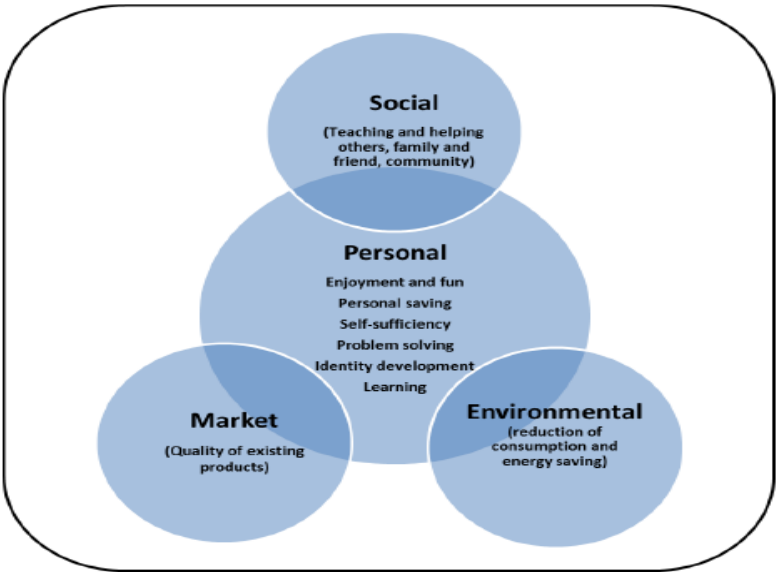 Social
(Teaching and helping
others, family and
friend, community)
Personal
Enjoyment and fun
Personal saving
Self-sufficiency
Problem solving
Identity development
Learning
Market
(Quality of existing
products)
Environmental
(reduction of
consumption and
energy saving)